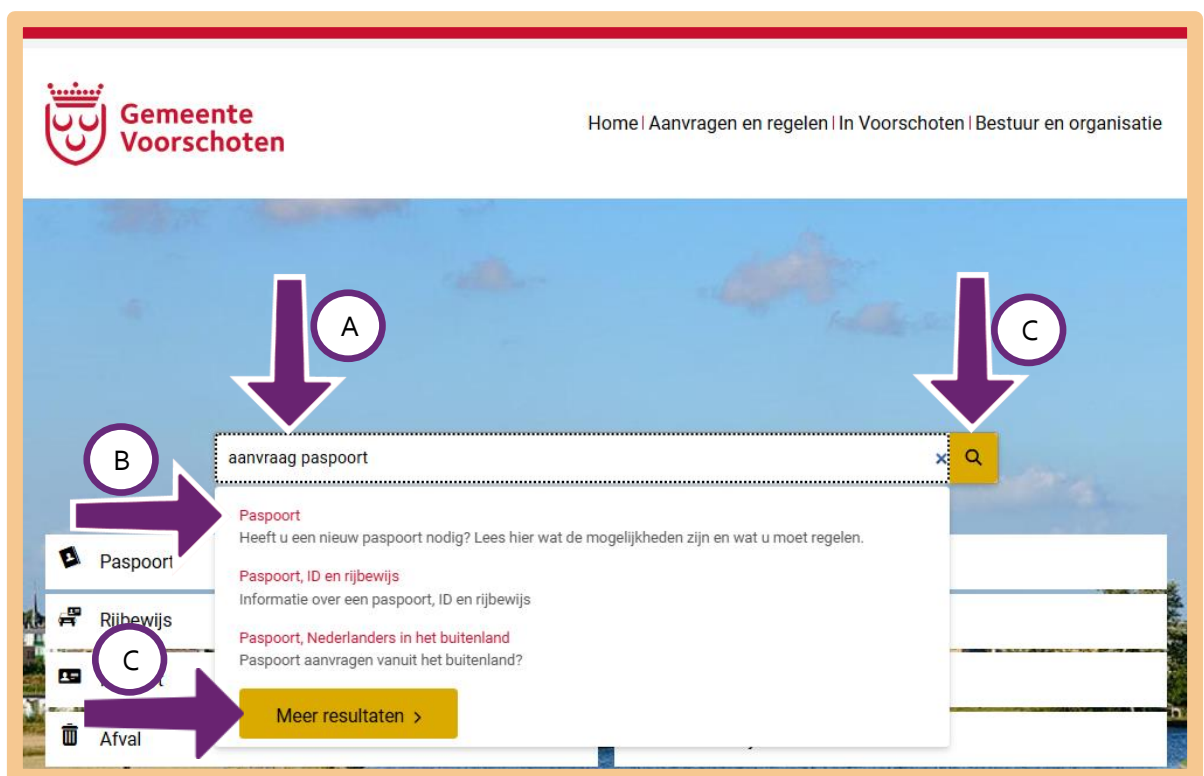 Gemeente
Voorschoten
Home | Aanvragen en regelen | In Voorschoten | Bestuur en organisatie
A
C
B
aanvraag paspoort
Paspoort
Heeft u een nieuw paspoort nodig? Lees hier wat de mogelijkheden zijn en wat u moet regelen.
Paspoort
Paspoort, ID en rijbewijs
Informatie over een paspoort, ID en rijbewijs
Rijbewijs
Paspoort, Nederlanders in het buitenland
C
Paspoort aanvragen vanuit het buitenland?
Meer resultaten >
Afval